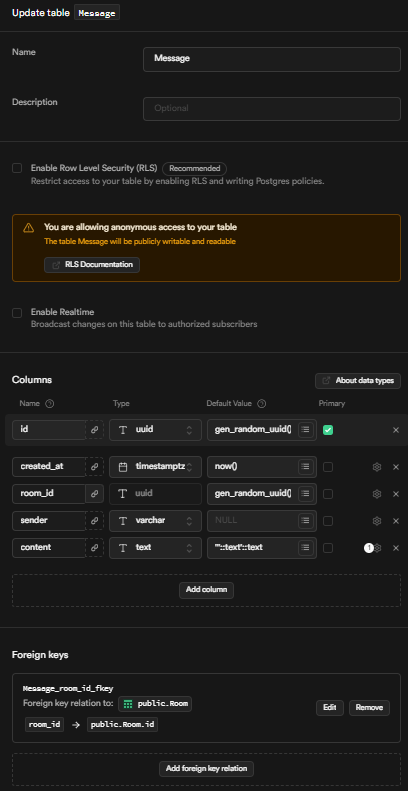 Update table Message
Name
Message
Description
Optional
Enable Row Level Security (RLS) Recommended
Restrict access to your table by enabling RLS and writing Postgres policies.
You are allowing anonymous access to your table
The table Message will be publicly writable and readable
RLS Documentation
Enable Realtime
Broadcast changes on this table to authorized subscribers
Columns About data types
Name Type Default Value Primary
id uuid gen_random_uuid()
created_at timestamptz now()
room_id uuid gen_random_uuid()
sender varchar NULL
content text '''::text'::text 1
Add column
Foreign keys
Message_room_id_fkey
Foreign key relation to: public.Room
Edit Remove
room_id → public.Room.id
Add foreign key relation